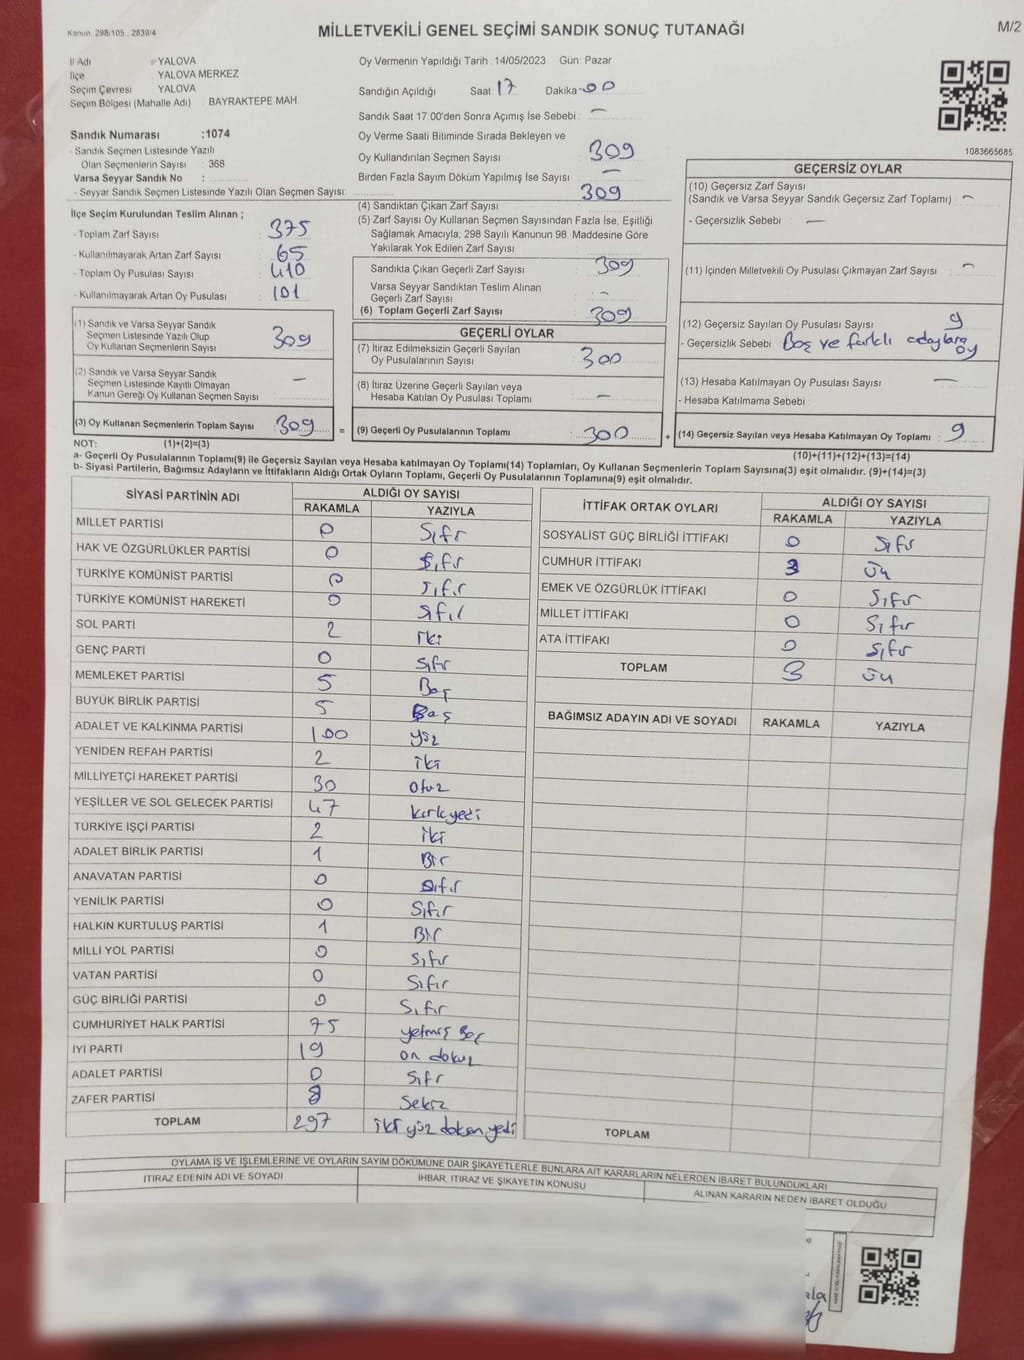 Kanun. 298/105 , 2839/4
MİLLETVEKİLİ GENEL SEÇİMİ SANDIK SONUÇ TUTANAĞI
M/2
İl Adı : YALOVA
İlçe YALOVA MERKEZ
Seçim Çevresi YALOVA
Seçim Bölgesi (Mahalle Adı) : BAYRAKTEPE MAH.
Sandık Numarası :1074
- Sandık Seçmen Listesinde Yazılı
Olan Seçmenlerin Sayısı : 368
Varsa Seyyar Sandık No :
- Seyyar Sandık Seçmen Listesinde Yazılı Olan Seçmen Sayısı:
Oy Vermenin Yapıldığı Tarih : 14/05/2023 Gün: Pazar
Sandığın Açıldığı Saat 17 Dakika 00
Sandık Saat 17:00'den Sonra Açımış İse Sebebi : —
Oy Verme Saati Bitiminde Sırada Bekleyen ve
Oy Kullandırılan Seçmen Sayısı 309
Birden Fazla Sayım Döküm Yapılmış İse Sayısı —
1083665685
İlçe Seçim Kurulundan Teslim Alınan ;
- Toplam Zarf Sayısı : 375
- Kullanılmayarak Artan Zarf Sayısı : 65
- Toplam Oy Pusulası Sayısı : 410
- Kullanılmayarak Artan Oy Pusulası : 101
(4) Sandıktan Çıkan Zarf Sayısı 309
(5) Zarf Sayısı Oy Kullanan Seçmen Sayısından Fazla İse, Eşitliği
Sağlamak Amacıyla; 298 Sayılı Kanunun 98. Maddesine Göre
Yakılarak Yok Edilen Zarf Sayısı
Sandıkta Çıkan Geçerli Zarf Sayısı 309
Varsa Seyyar Sandıktan Teslim Alınan
Geçerli Zarf Sayısı : —
(6) Toplam Geçerli Zarf Sayısı : 309
GEÇERSİZ OYLAR
(10) Geçersiz Zarf Sayısı
(Sandık ve Varsa Seyyar Sandık Geçersiz Zarf Toplamı) : —
- Geçersizlik Sebebi : —
(11) İçinden Milletvekili Oy Pusulası Çıkmayan Zarf Sayısı : —
(12) Geçersiz Sayılan Oy Pusulası Sayısı : 9
- Geçersizlik Sebebi : Boş ve farklı adaylara oy
(13) Hesaba Katılmayan Oy Pusulası Sayısı : —
- Hesaba Katılmama Sebebi :
(14) Geçersiz Sayılan veya Hesaba Katılmayan Oy Toplamı : 9
(10)+(11)+(12)+(13)=(14)
(1) Sandık ve Varsa Seyyar Sandık
Seçmen Listesinde Yazılı Olup
Oy Kullanan Seçmenlerin Sayısı 309
(2) Sandık ve Varsa Seyyar Sandık
Seçmen Listesinde Kayıtlı Olmayan
Kanun Gereği Oy Kullanan Seçmen Sayısı : —
(3) Oy Kullanan Seçmenlerin Toplam Sayısı : 309 =
GEÇERLİ OYLAR
(7) İtiraz Edilmeksizin Geçerli Sayılan
Oy Pusulalarının Sayısı : 300
(8) İtiraz Üzerine Geçerli Sayılan veya
Hesaba Katılan Oy Pusulası Toplamı : —
(9) Geçerli Oy Pusulalarının Toplamı : 300 +
NOT: (1)+(2)=(3)
a- Geçerli Oy Pusulalarının Toplamı(9) ile Geçersiz Sayılan veya Hesaba katılmayan Oy Toplamı(14) Toplamları, Oy Kullanan Seçmenlerin Toplam Sayısına(3) eşit olmalıdır. (9)+(14)=(3)
b- Siyasi Partilerin, Bağımsız Adayların ve İttifakların Aldığı Ortak Oyların Toplamı, Geçerli Oy Pusulalarının Toplamına(9) eşit olmalıdır.
SİYASİ PARTİNİN ADI ALDIĞI OY SAYISI
RAKAMLA YAZIYLA
MİLLET PARTİSİ 0 Sıfır
HAK VE ÖZGÜRLÜKLER PARTİSİ 0 Sıfır
TÜRKİYE KOMÜNİST PARTİSİ 0 Sıfır
TÜRKİYE KOMÜNİST HAREKETİ 0 Sıfır
SOL PARTİ 2 İki
GENÇ PARTİ 0 Sıfır
MEMLEKET PARTİSİ 5 Beş
BÜYÜK BİRLİK PARTİSİ 5 Beş
ADALET VE KALKINMA PARTİSİ 100 yüz
YENİDEN REFAH PARTİSİ 2 iki
MİLLİYETÇİ HAREKET PARTİSİ 30 otuz
YEŞİLLER VE SOL GELECEK PARTİSİ 47 kırkyedi
TÜRKİYE İŞÇİ PARTİSİ 2 İki
ADALET BİRLİK PARTİSİ 1 Bir
ANAVATAN PARTİSİ 0 Sıfır
YENİLİK PARTİSİ 0 Sıfır
HALKIN KURTULUŞ PARTİSİ 1 Bir
MİLLİ YOL PARTİSİ 0 Sıfır
VATAN PARTİSİ 0 Sıfır
GÜÇ BİRLİĞİ PARTİSİ 0 Sıfır
CUMHURİYET HALK PARTİSİ 75 yetmiş Beş
İYİ PARTİ 19 on dokuz
ADALET PARTİSİ 0 Sıfır
ZAFER PARTİSİ 8 Sekiz
TOPLAM 297 iki yüz doksan yedi
İTTİFAK ORTAK OYLARI ALDIĞI OY SAYISI
RAKAMLA YAZIYLA
SOSYALİST GÜÇ BİRLİĞİ İTTİFAKI 0 Sıfır
CUMHUR İTTİFAKI 3 üç
EMEK VE ÖZGÜRLÜK İTTİFAKI 0 Sıfır
MİLLET İTTİFAKI 0 Sıfır
ATA İTTİFAKI 0 Sıfır
TOPLAM 3 üç
BAĞIMSIZ ADAYIN ADI VE SOYADI RAKAMLA YAZIYLA
TOPLAM
OYLAMA İŞ VE İŞLEMLERİNE VE OYLARIN SAYIM DÖKÜMÜNE DAİR ŞİKAYETLERLE BUNLARA AİT KARARLARIN NELERDEN İBARET BULUNDUKLARI
İTİRAZ EDENİN ADI VE SOYADI İHBAR, İTİRAZ VE ŞİKAYETİN KONUSU ALINAN KARARIN NEDEN İBARET OLDUĞU